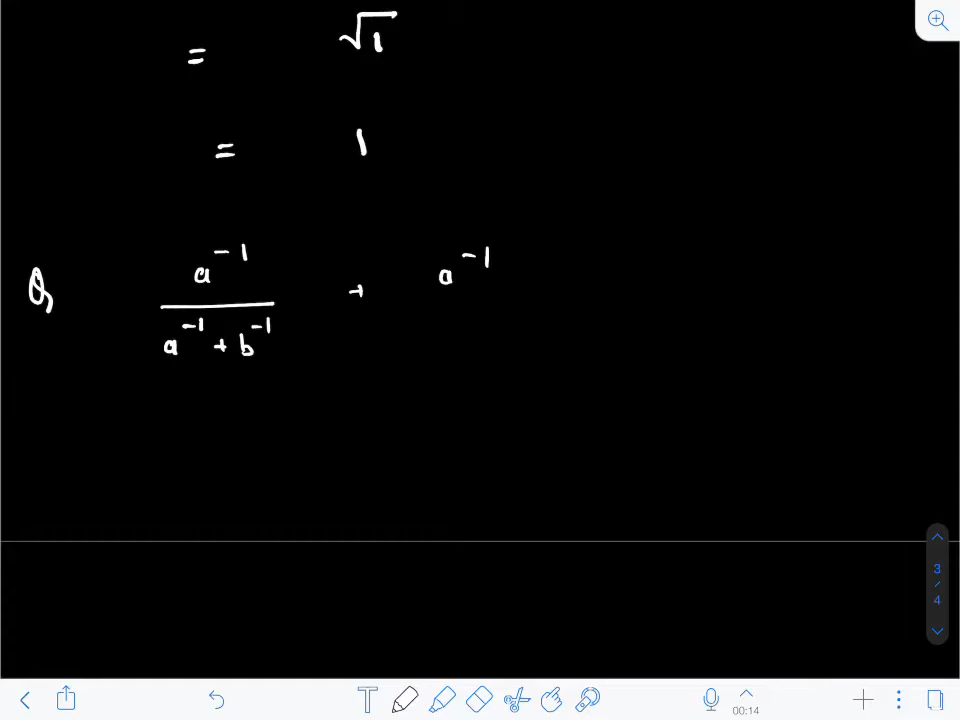 = √1
= 1
Q, a^{-1} / (a^{-1} + b^{-1}) + a^{-1}
3
/
4
T 00:14